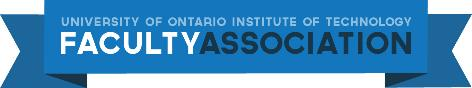 UNIVERSITY OF ONTARIO INSTITUTE OF TECHNOLOGY
FACULTYASSOCIATION